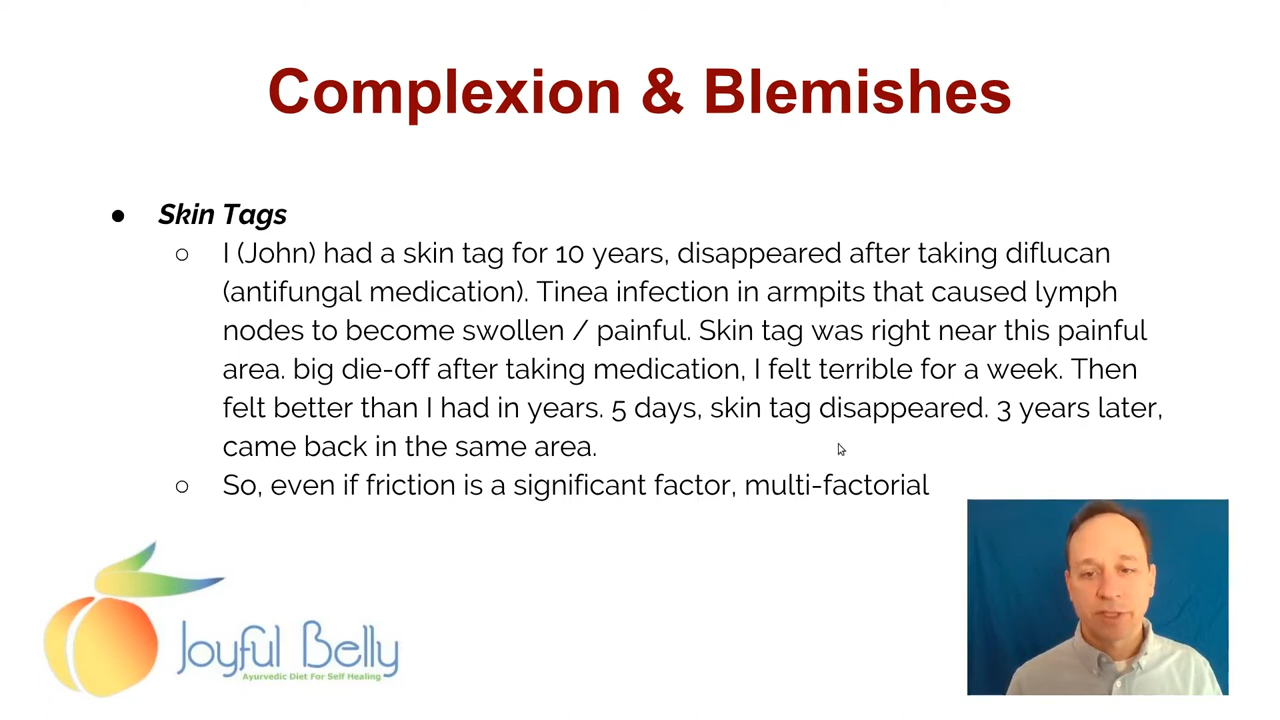 Complexion & Blemishes
● Skin Tags
○ I (John) had a skin tag for 10 years, disappeared after taking diflucan
(antifungal medication). Tinea infection in armpits that caused lymph
nodes to become swollen / painful. Skin tag was right near this painful
area. big die-off after taking medication, I felt terrible for a week. Then
felt better than I had in years. 5 days, skin tag disappeared. 3 years later,
came back in the same area.
○ So, even if friction is a significant factor, multi-factorial
Joyful Belly
Ayurvedic Diet For Self Healing